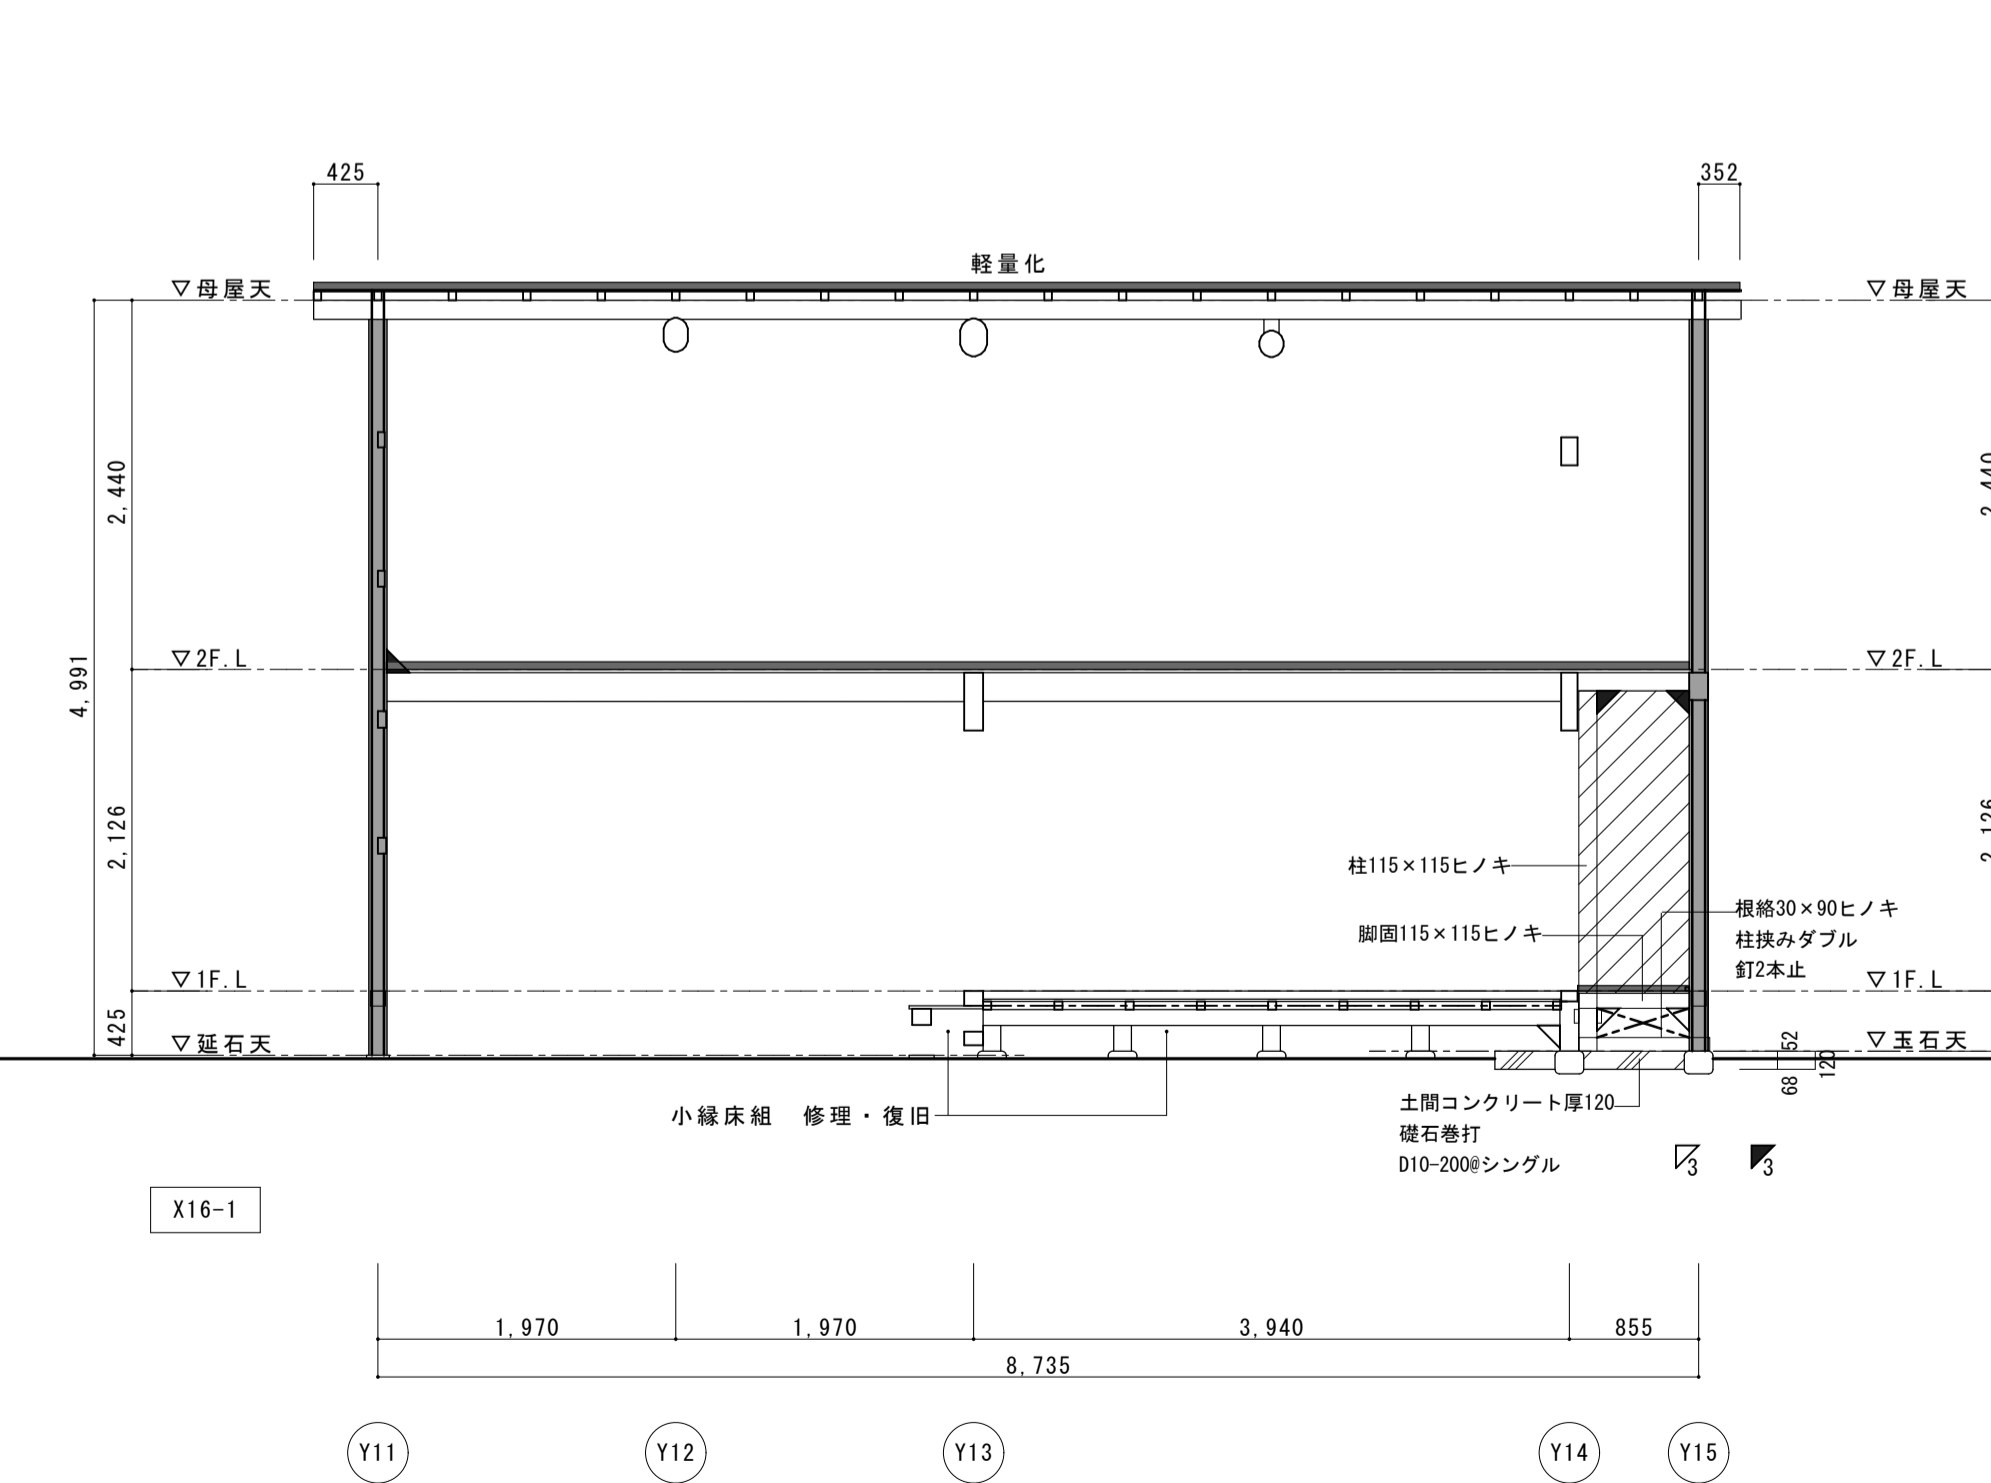 425
352
軽量化
▽母屋天
▽母屋天
2,440
2,440
4,991
▽2F.L
▽2F.L
2,126
2,126
柱115×115ヒノキ
脚固115×115ヒノキ
根絡30×90ヒノキ
柱挟みダブル
釘2本止
▽1F.L
▽1F.L
425
▽延石天
▽玉石天
52
120
68
小縁床組 修理・復旧
土間コンクリート厚120
礎石巻打
D10-200@シングル
3
3
X16-1
1,970
1,970
3,940
855
8,735
Y11
Y12
Y13
Y14
Y15